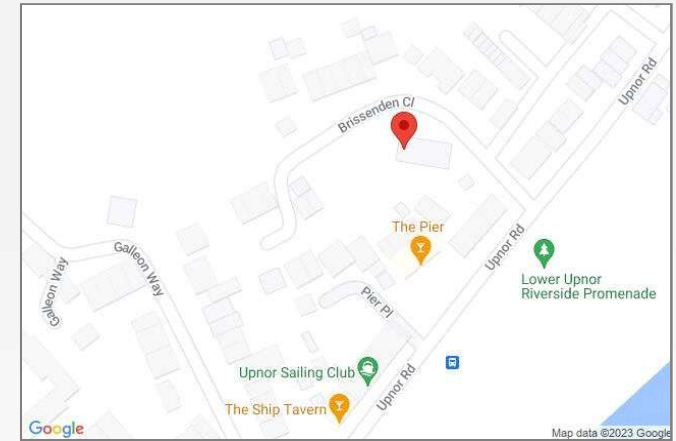 Upnor Rd
Brissenden Cl
The Pier
Upnor Rd
Galleon Way
Galleon Way
Lower Upnor
Riverside Promenade
Pier Pl
Upnor Sailing Club
Upnor Rd
The Ship Tavern
Google
Map data ©2023 Google